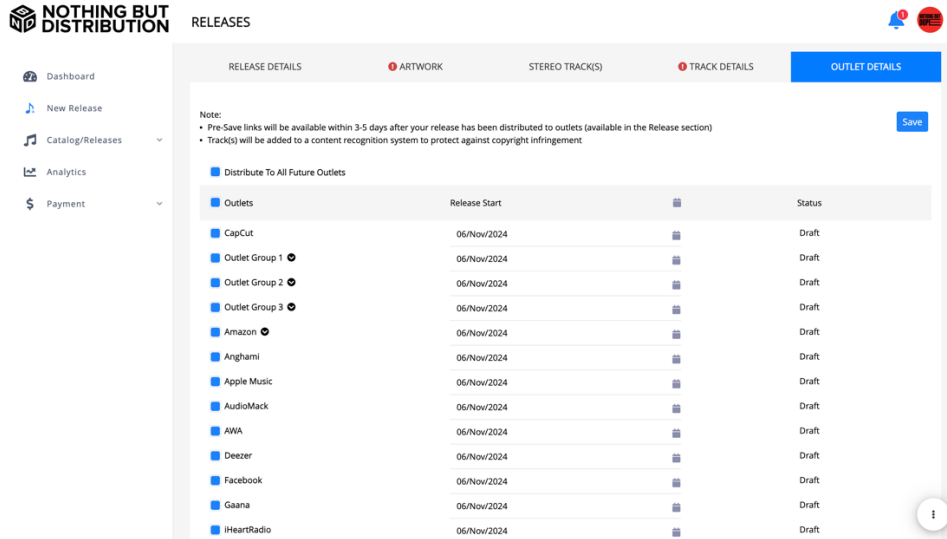 NOTHING BUT
DISTRIBUTION
RELEASES
1
Dashboard
New Release
Catalog/Releases
Analytics
Payment
RELEASE DETAILS
ARTWORK
STEREO TRACK(S)
TRACK DETAILS
OUTLET DETAILS
Note:
• Pre-Save links will be available within 3-5 days after your release has been distributed to outlets (available in the Release section)
• Track(s) will be added to a content recognition system to protect against copyright infringement
Save
Distribute To All Future Outlets
Outlets Release Start Status
CapCut 06/Nov/2024 Draft
Outlet Group 1 06/Nov/2024 Draft
Outlet Group 2 06/Nov/2024 Draft
Outlet Group 3 06/Nov/2024 Draft
Amazon 06/Nov/2024 Draft
Anghami 06/Nov/2024 Draft
Apple Music 06/Nov/2024 Draft
AudioMack 06/Nov/2024 Draft
AWA 06/Nov/2024 Draft
Deezer 06/Nov/2024 Draft
Facebook 06/Nov/2024 Draft
Gaana 06/Nov/2024 Draft
iHeartRadio 06/Nov/2024 Draft